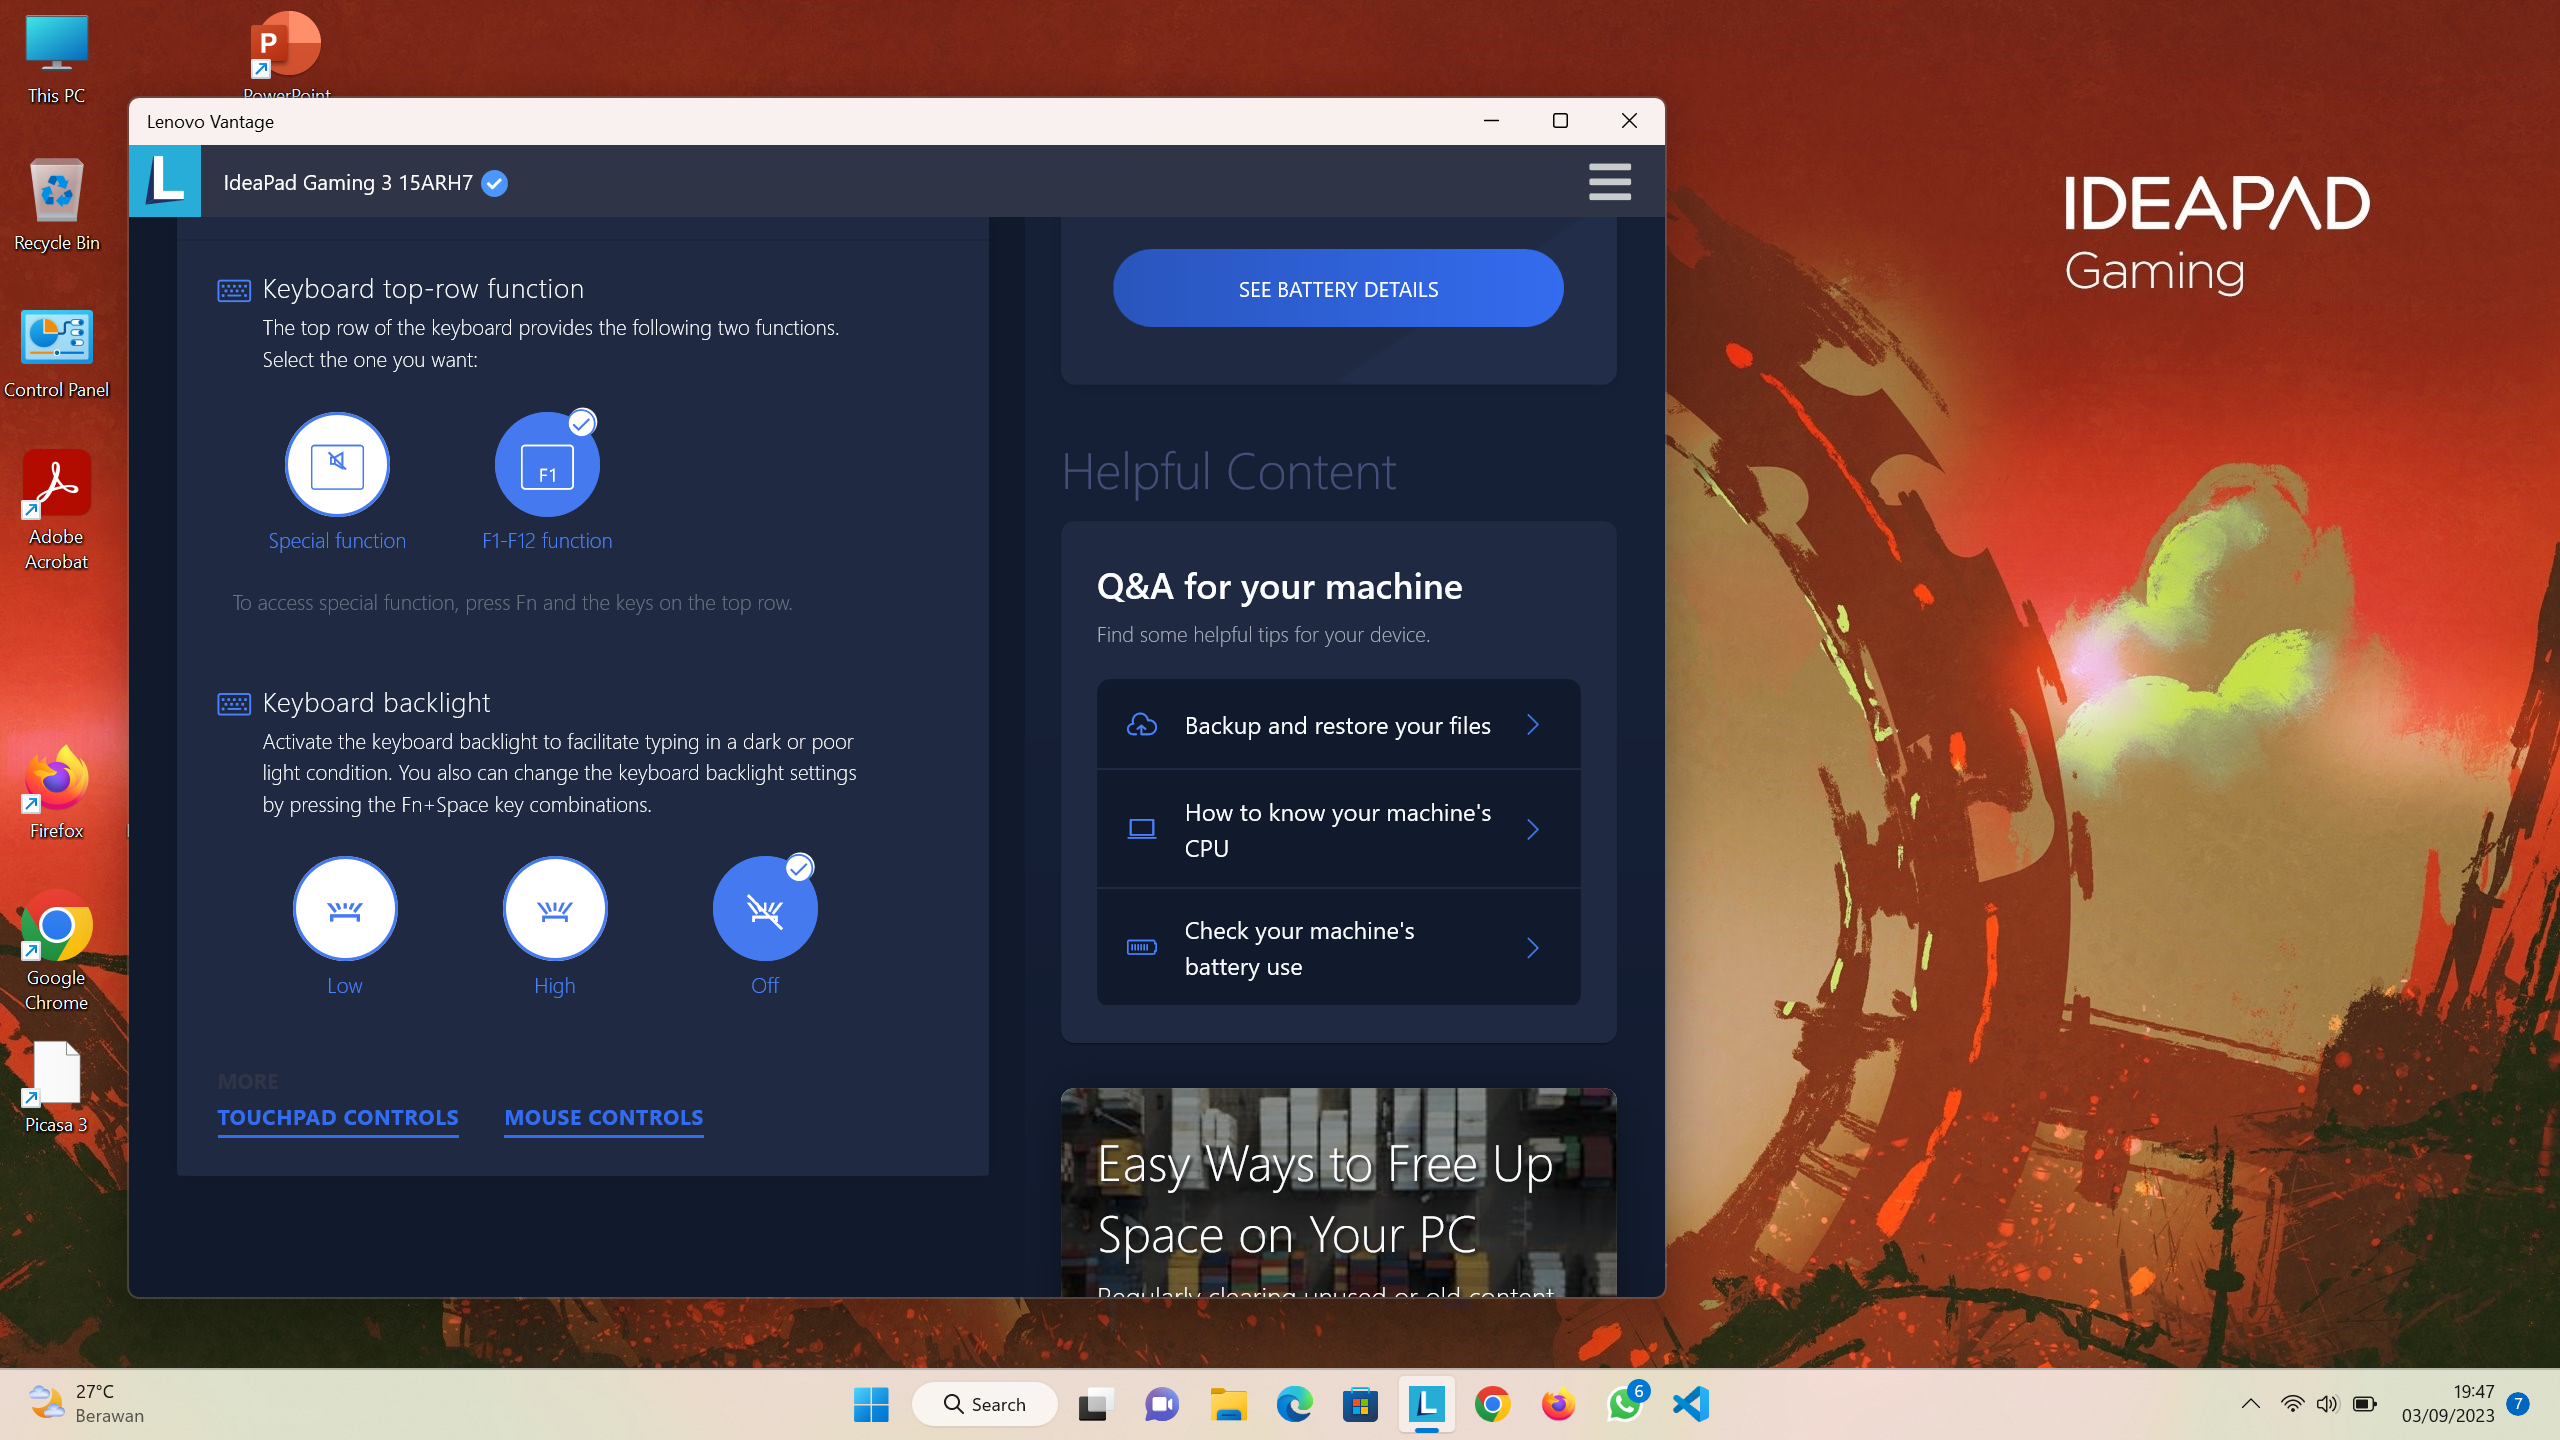 This PC
PowerPoint
Recycle Bin
Control Panel
Adobe
Acrobat
Firefox
Google
Chrome
Picasa 3
Lenovo Vantage
L
IdeaPad Gaming 3 15ARH7
Keyboard top-row function
The top row of the keyboard provides the following two functions.
Select the one you want:
F1
Special function
F1-F12 function
To access special function, press Fn and the keys on the top row.
Keyboard backlight
Activate the keyboard backlight to facilitate typing in a dark or poor
light condition. You also can change the keyboard backlight settings
by pressing the Fn+Space key combinations.
Low
High
Off
MORE
TOUCHPAD CONTROLS
MOUSE CONTROLS
SEE BATTERY DETAILS
Helpful Content
Q&A for your machine
Find some helpful tips for your device.
Backup and restore your files
How to know your machine's
CPU
Check your machine's
battery use
Easy Ways to Free Up
Space on Your PC
Regularly clearing unused or old content
IDEAPAD
Gaming
27°C
Berawan
Search
L
6
19:47
03/09/2023
7